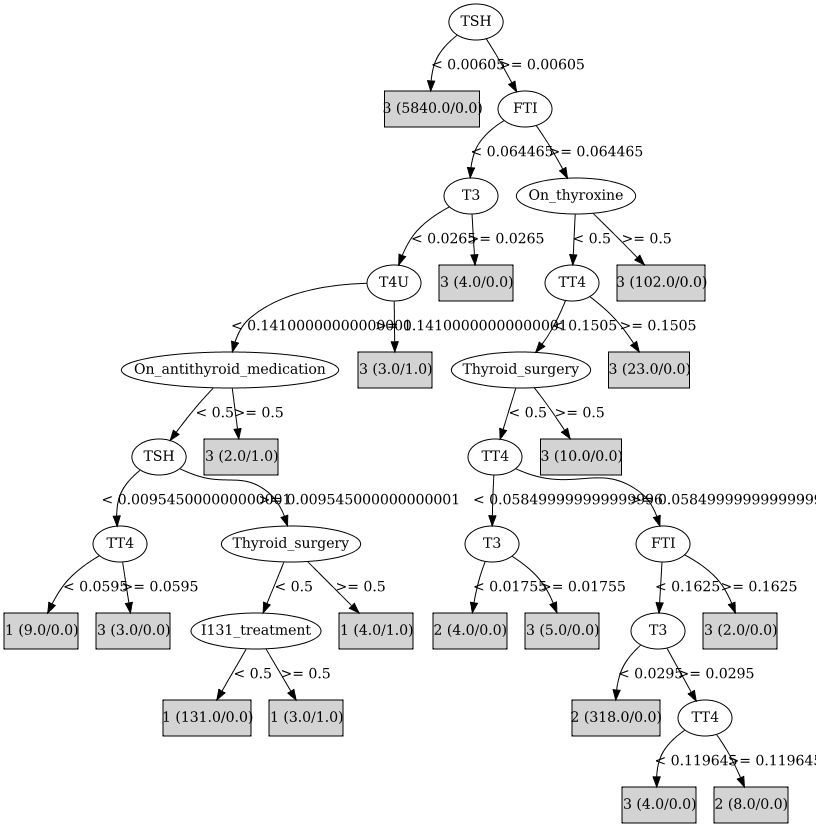 TSH
< 0.00605 >= 0.00605
3 (5840.0/0.0) FTI
< 0.064465 >= 0.064465
T3 On_thyroxine
< 0.0265 >= 0.0265 < 0.5 >= 0.5
T4U 3 (4.0/0.0) TT4 3 (102.0/0.0)
< 0.14100000000000001 >= 0.14100000000000001 < 0.1505 >= 0.1505
On_antithyroid_medication 3 (3.0/1.0) Thyroid_surgery 3 (23.0/0.0)
< 0.5 >= 0.5 < 0.5 >= 0.5
TSH 3 (2.0/1.0) TT4 3 (10.0/0.0)
< 0.009545000000000001 >= 0.009545000000000001 < 0.058499999999999996 >= 0.0584999999999999
TT4 Thyroid_surgery T3 FTI
< 0.0595 >= 0.0595 < 0.5 >= 0.5 < 0.01755 >= 0.01755 < 0.1625 >= 0.1625
1 (9.0/0.0) 3 (3.0/0.0) I131_treatment 1 (4.0/1.0) 2 (4.0/0.0) 3 (5.0/0.0) T3 3 (2.0/0.0)
< 0.5 >= 0.5 < 0.0295 >= 0.0295
1 (131.0/0.0) 1 (3.0/1.0) 2 (318.0/0.0) TT4
< 0.119645 >= 0.119645
3 (4.0/0.0) 2 (8.0/0.0)